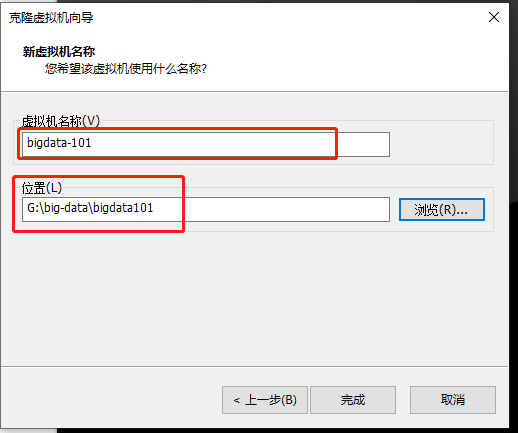 克隆虚拟机向导
新虚拟机名称
您希望该虚拟机使用什么名称?
虚拟机名称(V)
bigdata-101
位置(L)
G:\big-data\bigdata101
浏览(R)...
< 上一步(B)
完成
取消